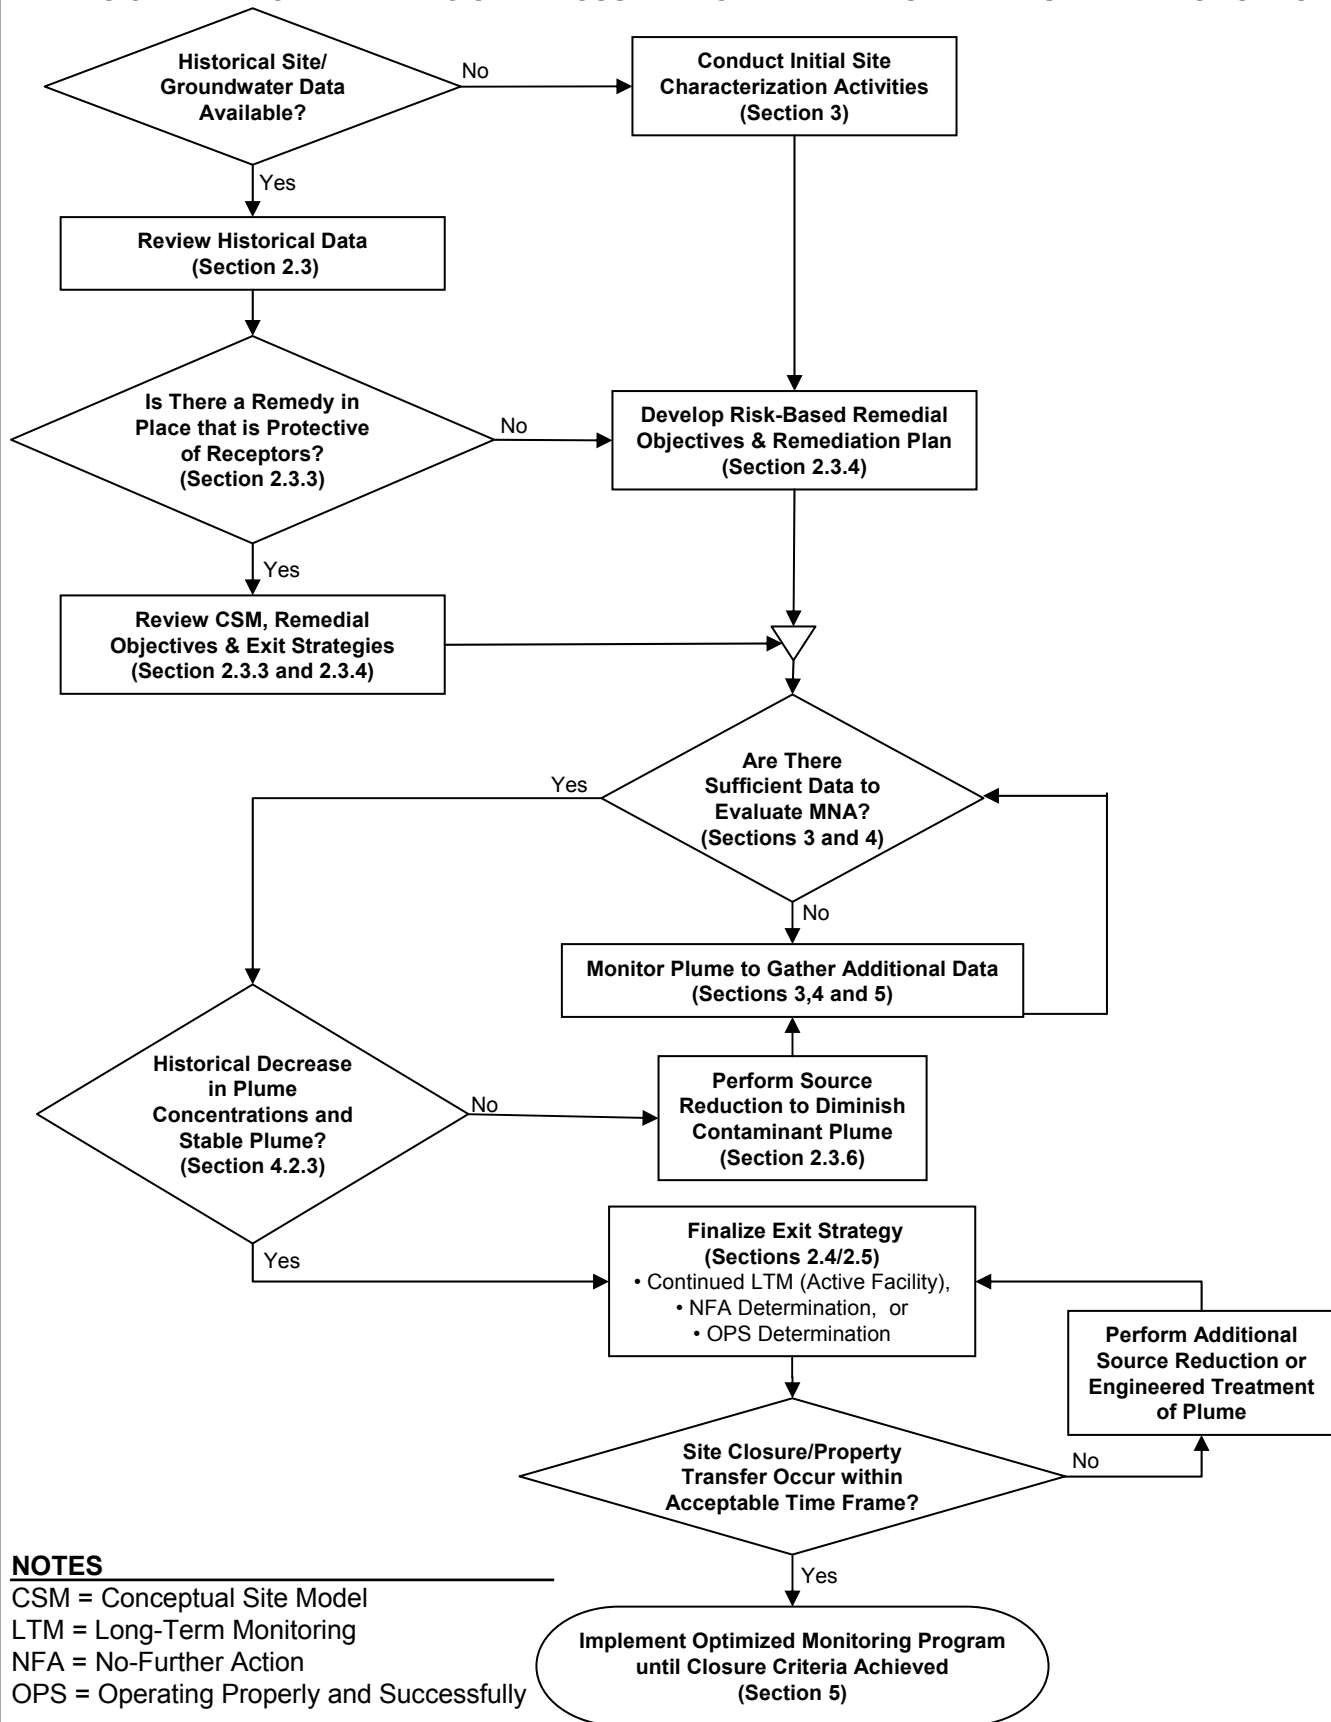 Historical Site/
Groundwater Data
Available?
No
Conduct Initial Site
Characterization Activities
(Section 3)
Yes
Review Historical Data
(Section 2.3)
Is There a Remedy in
Place that is Protective
of Receptors?
(Section 2.3.3)
No
Develop Risk-Based Remedial
Objectives & Remediation Plan
(Section 2.3.4)
Yes
Review CSM, Remedial
Objectives & Exit Strategies
(Section 2.3.3 and 2.3.4)
Are There
Sufficient Data to
Evaluate MNA?
(Sections 3 and 4)
Yes
No
Monitor Plume to Gather Additional Data
(Sections 3,4 and 5)
Historical Decrease
in Plume
Concentrations and
Stable Plume?
(Section 4.2.3)
No
Perform Source
Reduction to Diminish
Contaminant Plume
(Section 2.3.6)
Yes
Finalize Exit Strategy
(Sections 2.4/2.5)
• Continued LTM (Active Facility),
• NFA Determination, or
• OPS Determination
Perform Additional
Source Reduction or
Engineered Treatment
of Plume
Site Closure/Property
Transfer Occur within
Acceptable Time Frame?
No
Yes
Implement Optimized Monitoring Program
until Closure Criteria Achieved
(Section 5)
NOTES
CSM = Conceptual Site Model
LTM = Long-Term Monitoring
NFA = No-Further Action
OPS = Operating Properly and Successfully